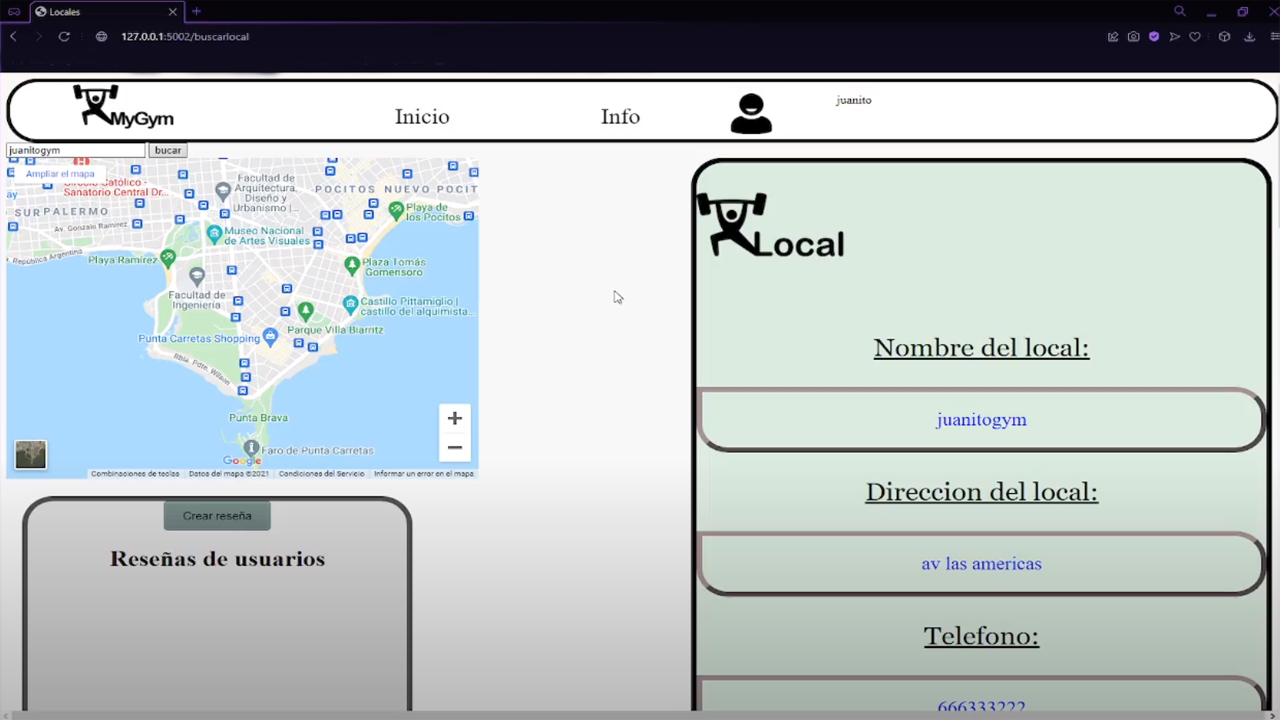 Locales
127.0.0.1:5002/buscarlocal
MyGym
Inicio
Info
juanito
juanitogym
bucar
Ampliar el mapa
Círculo Católico -
Sanatorio Central Dr...
ay
SUR
PALERMO
Av. Gonzalo Ramírez
República Argentina
Playa Ramírez
Facultad de
Arquitectura,
Diseño y
Urbanismo |...
POCITOS
NUEVO POCIT
Playa de
los Pocitos
Museo Nacional
de Artes Visuales
Plaza Tomás
Gomensoro
Facultad de
Ingeniería
Castillo Pittamiglio |
castillo del alquimista...
Parque Villa Biarritz
Punta Carretas Shopping
Rbla. Pdte. Wilson
Punta Brava
Faro de Punta Carretas
Google
Combinaciones de teclas
Datos del mapa ©2021
Condiciones del Servicio
Informar un error en el mapa
Crear reseña
Reseñas de usuarios
Local
Nombre del local:
juanitogym
Direccion del local:
av las americas
Telefono:
666333222